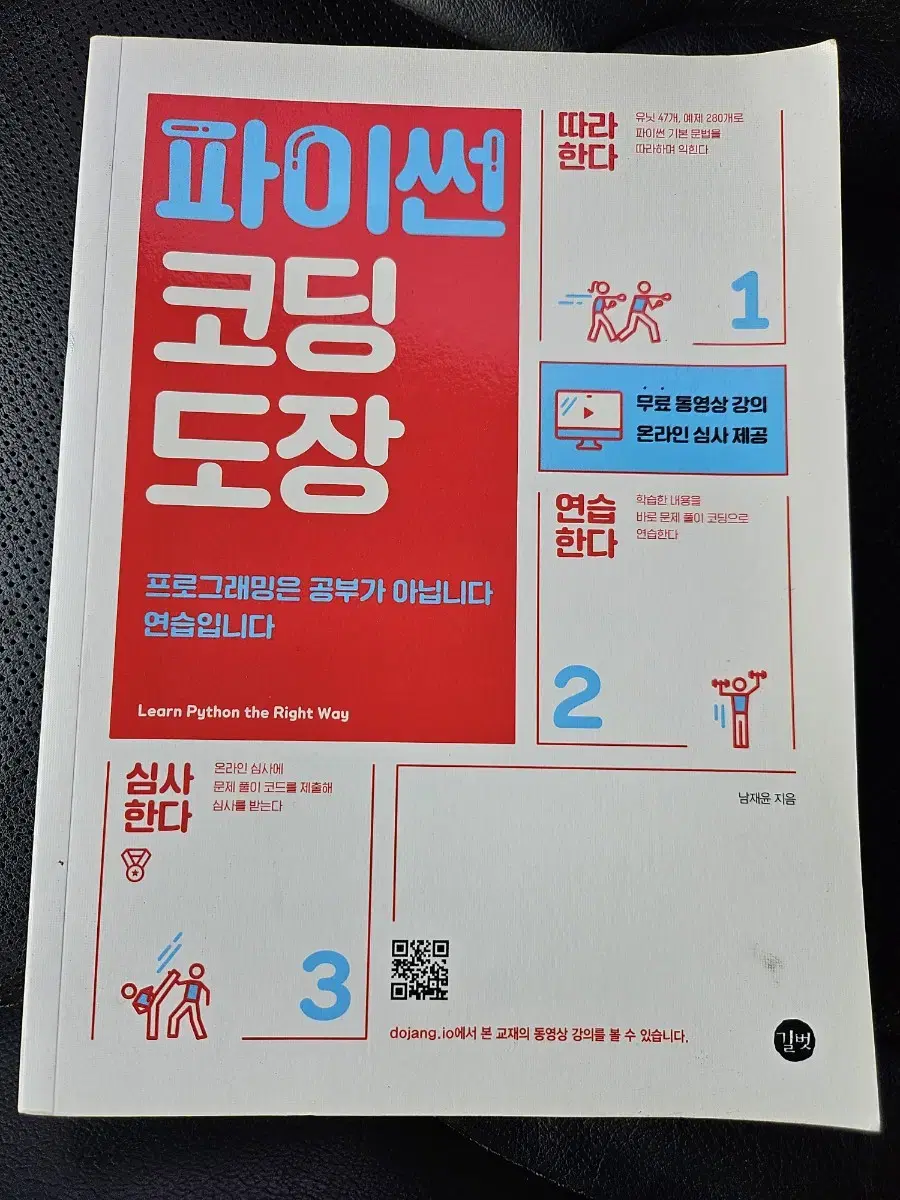 파이썬
코딩
도장
프로그래밍은 공부가 아닙니다
연습입니다
Learn Python the Right Way
따라
한다
유닛 47개, 예제 280개로
파이썬 기본 문법을
따라하며 익힌다
1
무료 동영상 강의
온라인 심사 제공
연습
한다
학습한 내용을
바로 문제 풀이 코딩으로
연습한다
2
심사
한다
온라인 심사에
문제 풀이 코드를 제출해
심사를 받는다
3
남재윤 지음
dojang.io에서 본 교재의 동영상 강의를 볼 수 있습니다.
길벗